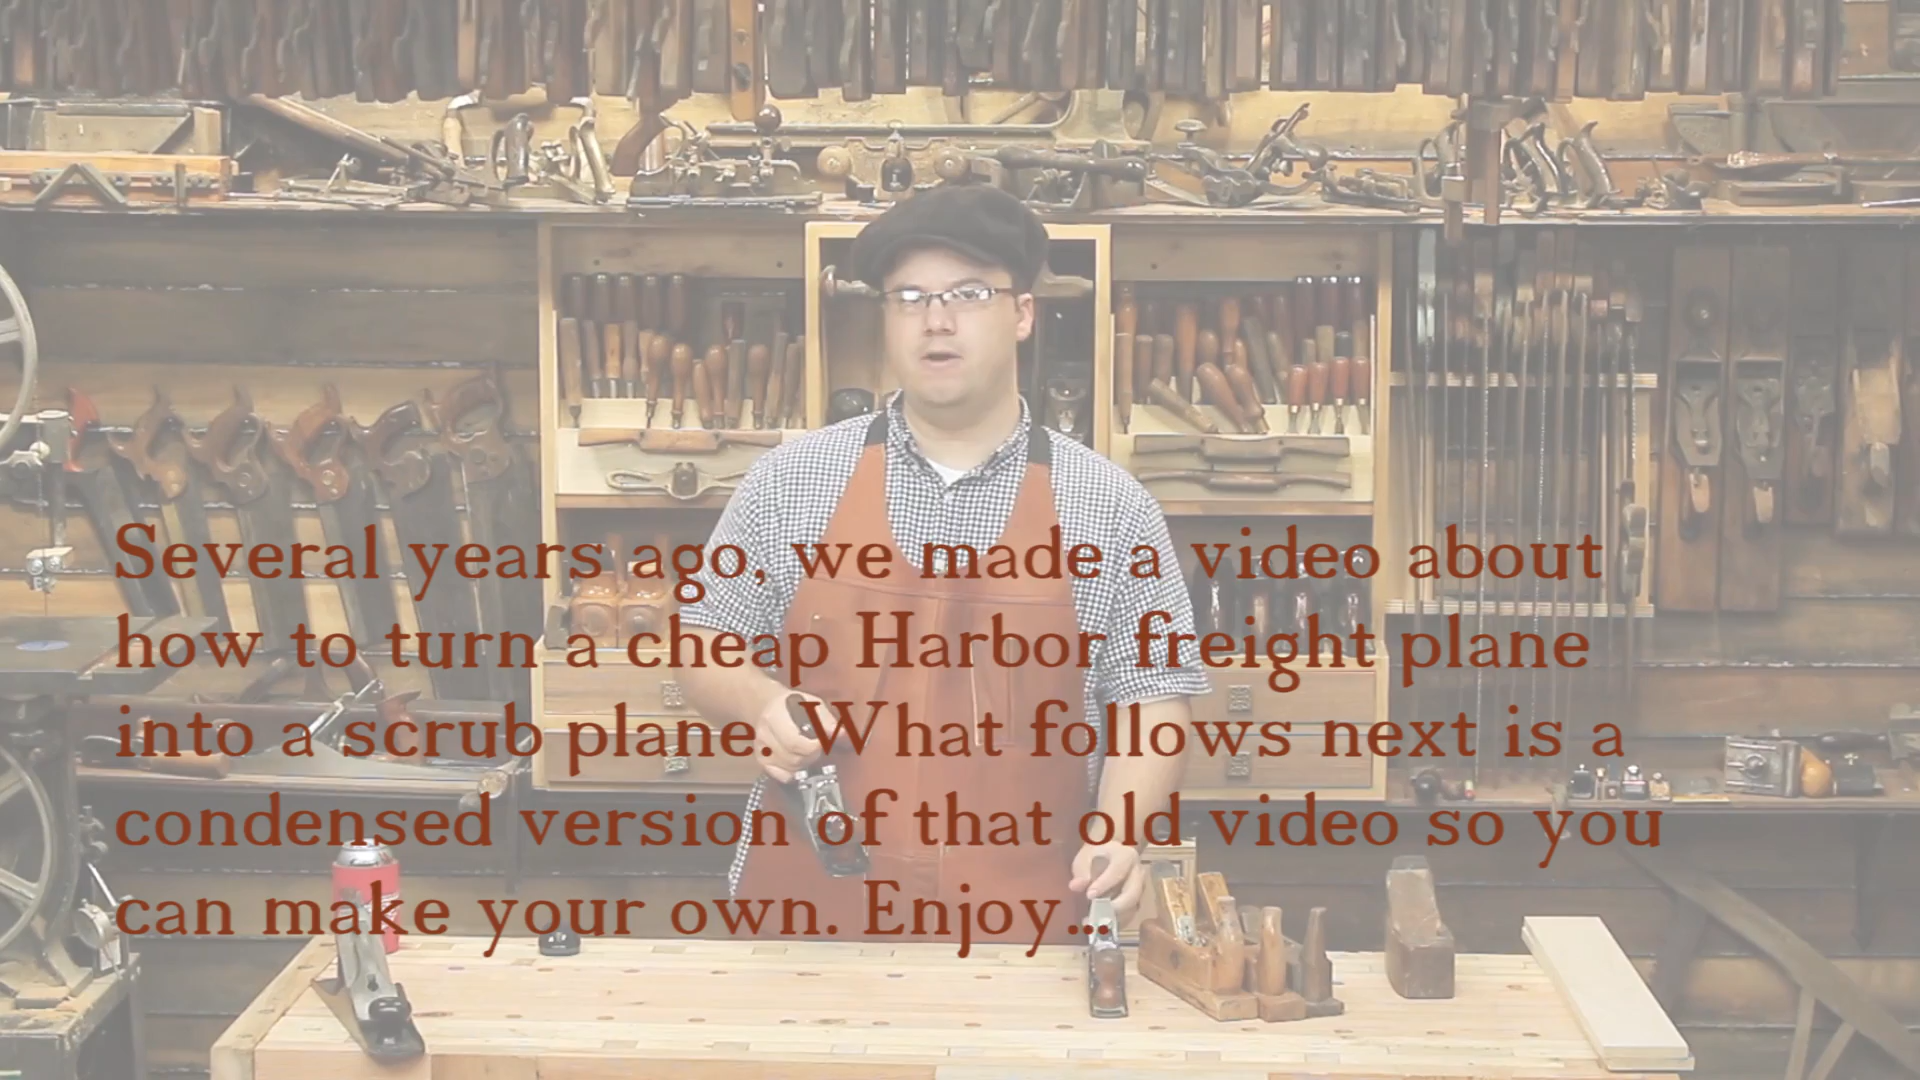 Several years ago, we made a video about
how to turn a cheap Harbor freight plane
into a scrub plane. What follows next is a
condensed version of that old video so you
can make your own. Enjoy...